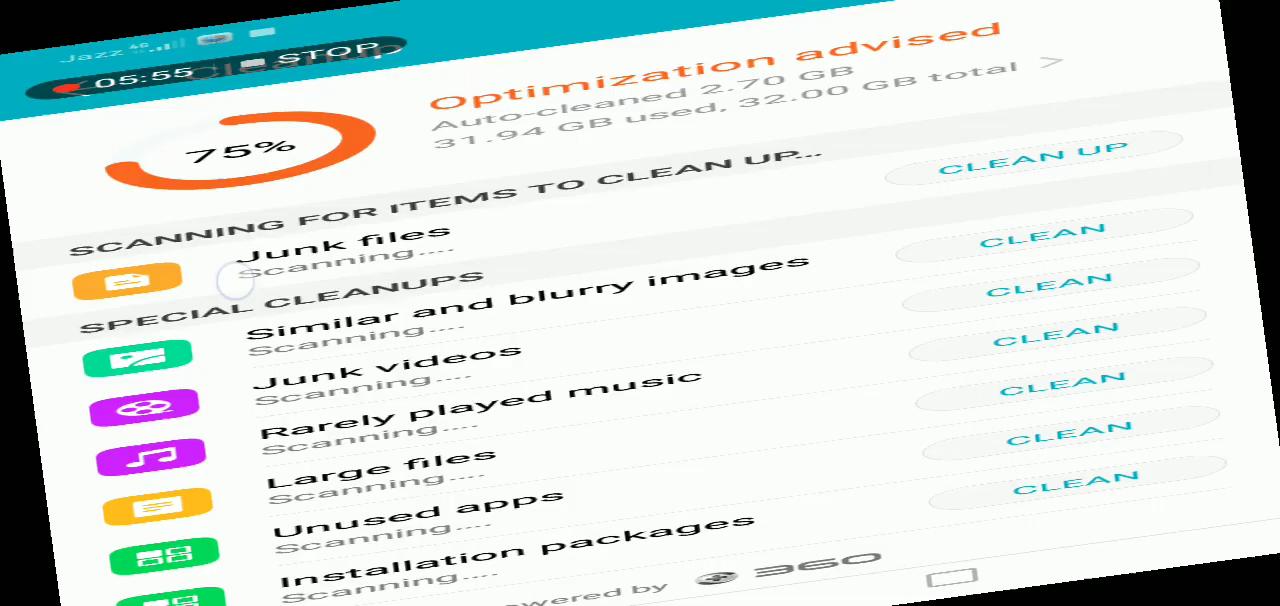 Jazz 4G
05:55 STOP
Cleanup
75%
Optimization advised
Auto-cleaned 2.70 GB
31.94 GB used, 32.00 GB total
SCANNING FOR ITEMS TO CLEAN UP...
CLEAN UP
Junk files
Scanning....
SPECIAL CLEANUPS
Similar and blurry images
Scanning....
CLEAN
Junk videos
Scanning....
CLEAN
Rarely played music
Scanning....
CLEAN
Large files
Scanning....
CLEAN
Unused apps
Scanning....
CLEAN
Installation packages
Scanning....
CLEAN
powered by 360